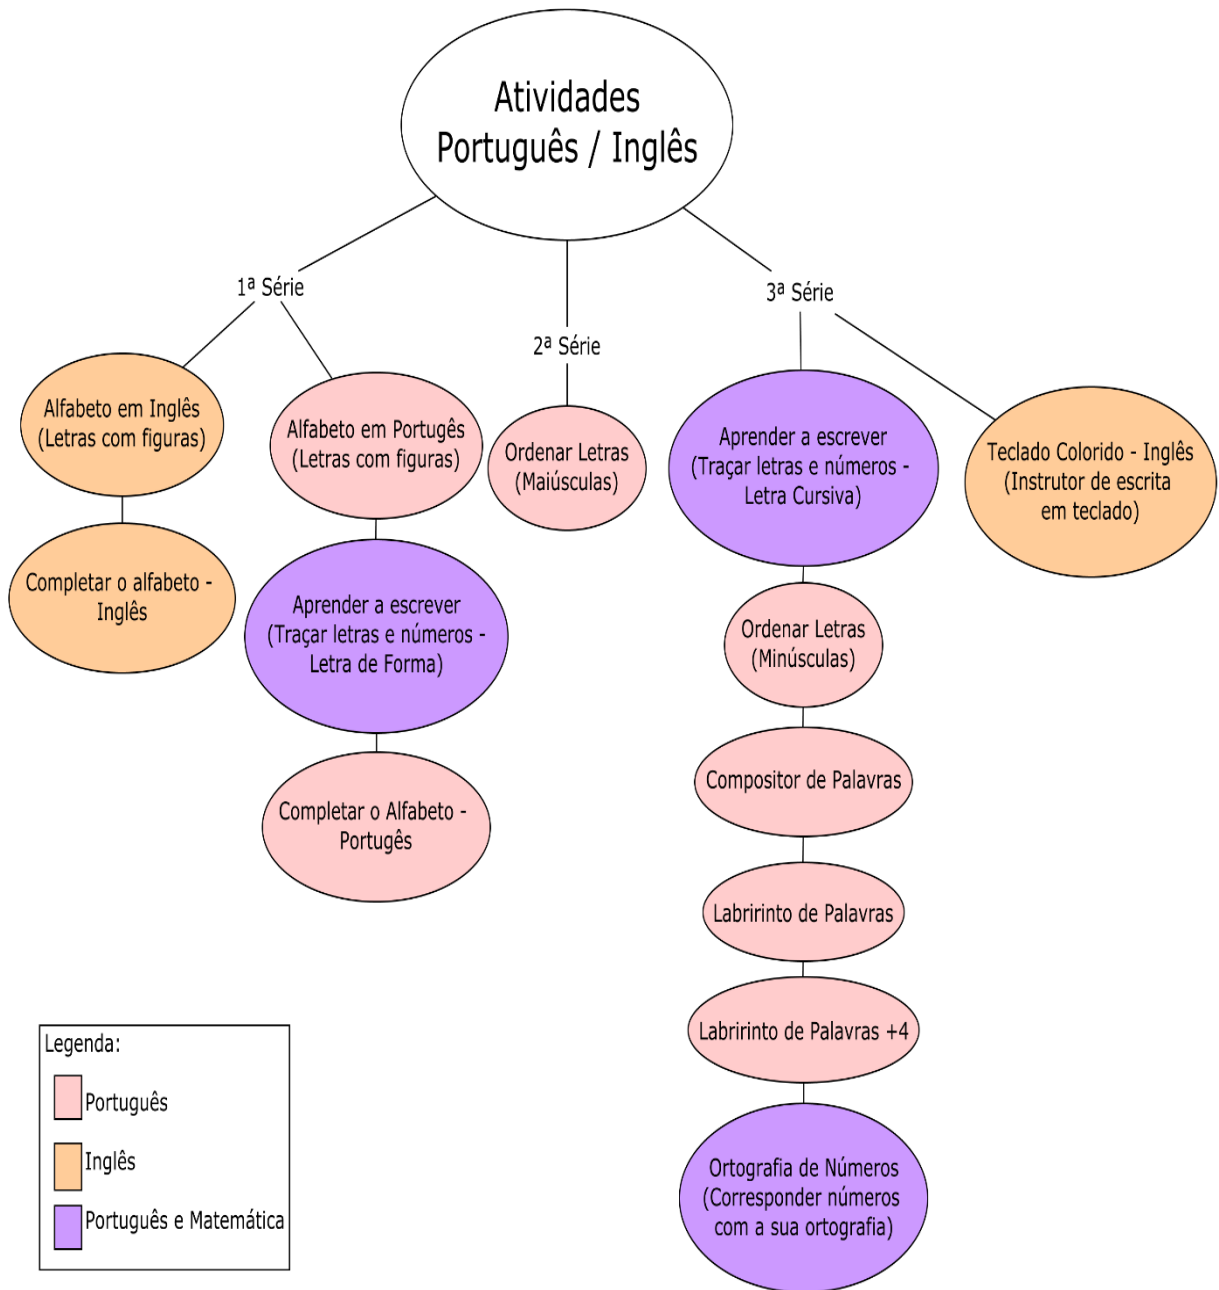 Atividades
Português / Inglês
1ª Série
2ª Série
3ª Série
Alfabeto em Inglês
(Letras com figuras)
Completar o alfabeto -
Inglês
Alfabeto em Portugês
(Letras com figuras)
Aprender a escrever
(Traçar letras e números -
Letra de Forma)
Completar o Alfabeto -
Portugês
Ordenar Letras
(Maiúsculas)
Aprender a escrever
(Traçar letras e números -
Letra Cursiva)
Ordenar Letras
(Minúsculas)
Compositor de Palavras
Labririnto de Palavras
Labririnto de Palavras +4
Ortografia de Números
(Corresponder números
com a sua ortografia)
Teclado Colorido - Inglês
(Instrutor de escrita
em teclado)
Legenda:
Português
Inglês
Português e Matemática